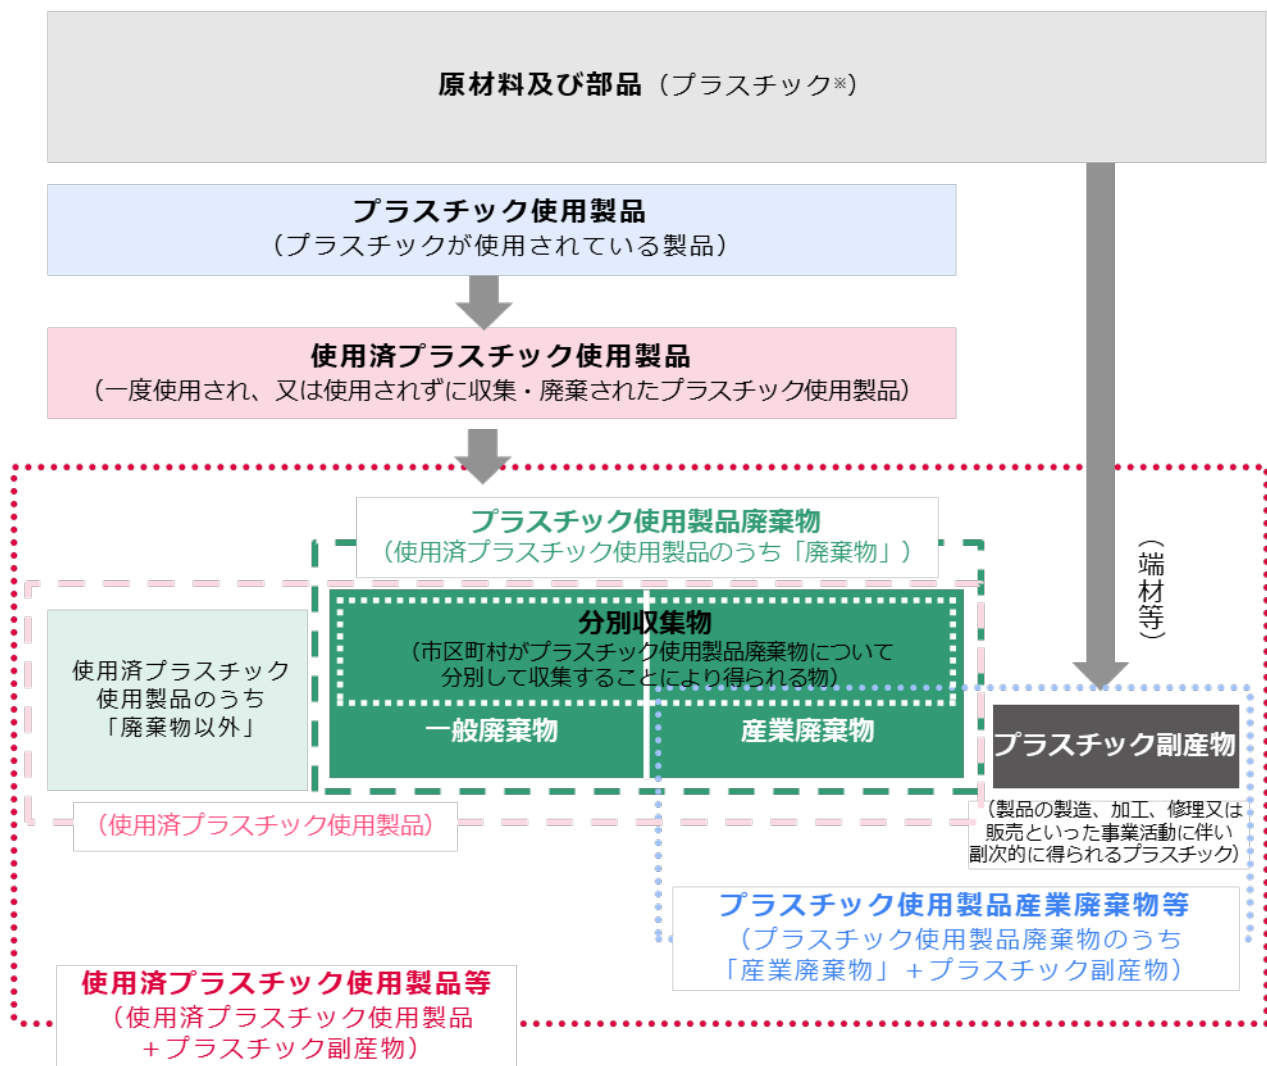 原材料及び部品（プラスチック※）
プラスチック使用製品
（プラスチックが使用されている製品）
使用済プラスチック使用製品
（一度使用され、又は使用されずに収集・廃棄されたプラスチック使用製品）
プラスチック使用製品廃棄物
（使用済プラスチック使用製品のうち「廃棄物」）
（端材等）
使用済プラスチック
使用製品のうち
「廃棄物以外」
分別収集物
（市区町村がプラスチック使用製品廃棄物について
分別して収集することにより得られる物）
一般廃棄物
産業廃棄物
プラスチック副産物
（製品の製造、加工、修理又は
販売といった事業活動に伴い
副次的に得られるプラスチック）
（使用済プラスチック使用製品）
プラスチック使用製品産業廃棄物等
（プラスチック使用製品廃棄物のうち
「産業廃棄物」＋プラスチック副産物）
使用済プラスチック使用製品等
（使用済プラスチック使用製品
＋プラスチック副産物）